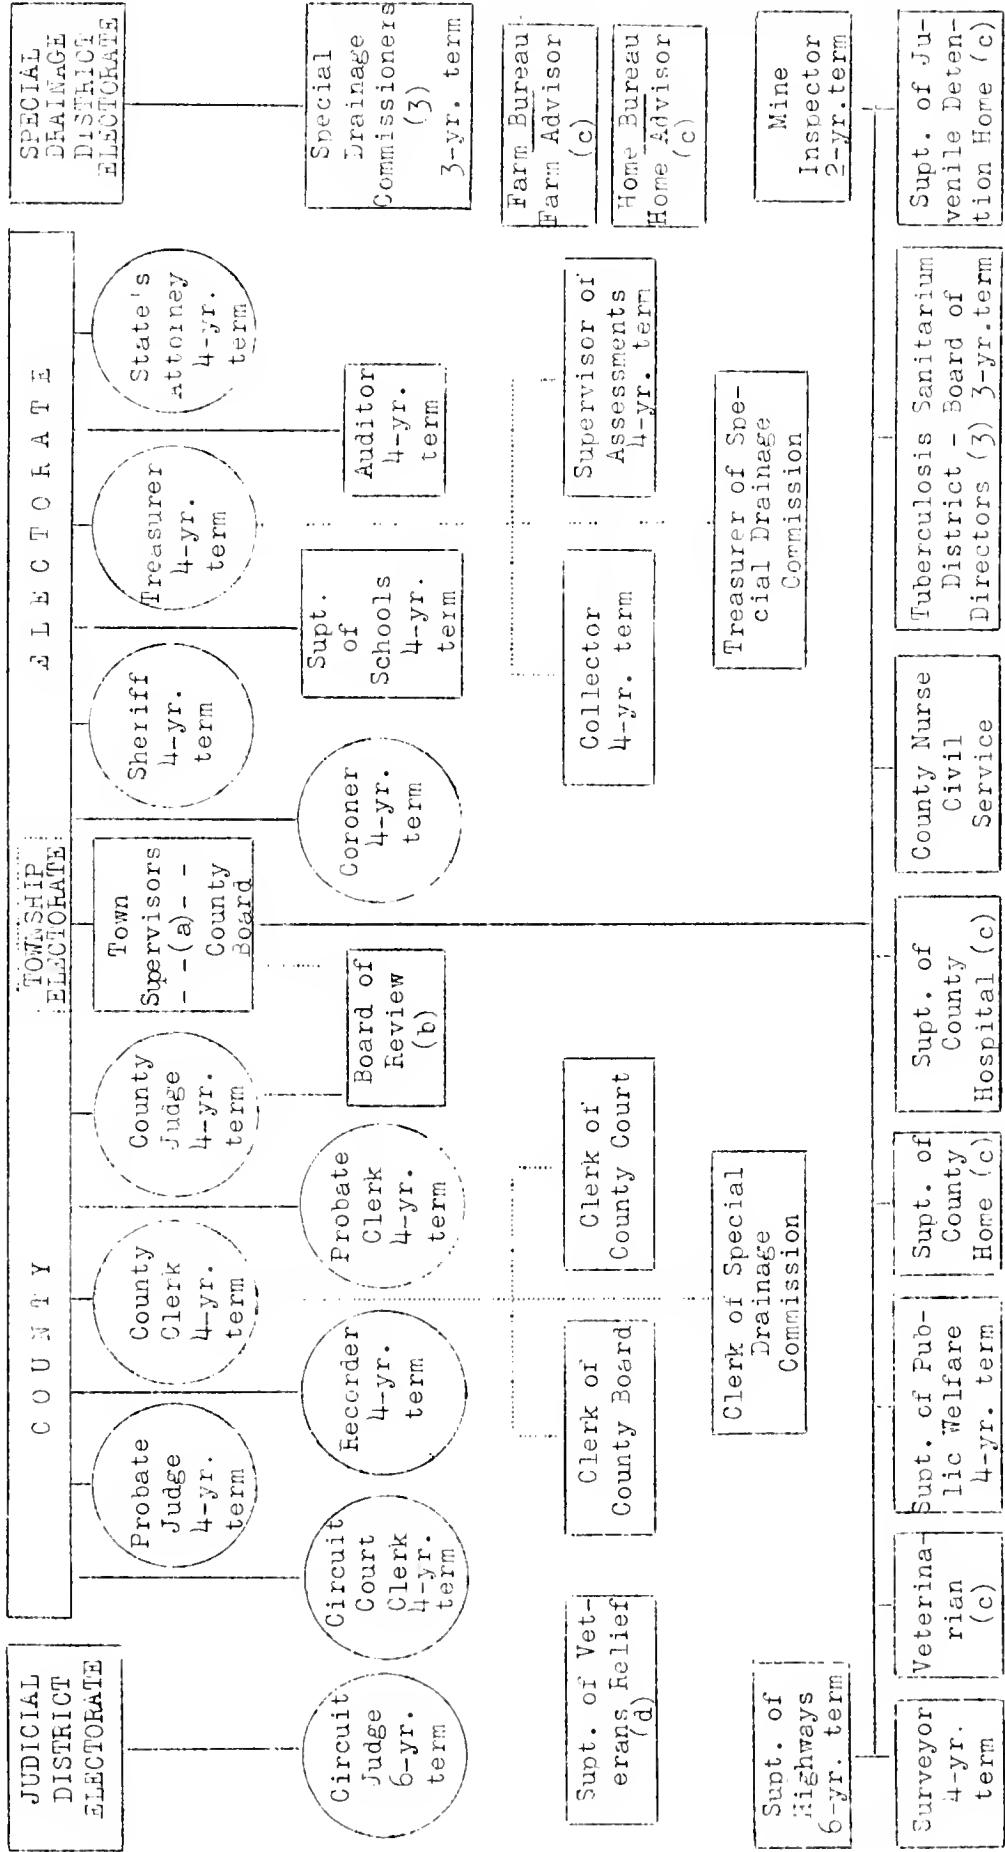 JUDICIAL
DISTRICT
ELECTORATE
COUNTY
TOWNSHIP
ELECTORATE
ELECTORATE
SPECIAL
DRAINAGE
DISTRICT
ELECTORATE
Probate
Judge
4-yr.
term
County
Clerk
4-yr.
term
County
Judge
4-yr.
term
Town
Supervisors
- -(a)- -
County
Board
Sheriff
4-yr.
term
Treasurer
4-yr.
term
State's
Attorney
4-yr.
term
Circuit
Judge
6-yr.
term
Circuit
Court
Clerk
4-yr.
term
Recorder
4-yr.
term
Probate
Clerk
4-yr.
term
Board of
Review
(b)
Coroner
4-yr.
term
Supt.
of
Schools
4-yr.
term
Auditor
4-yr.
term
Special
Drainage
Commissioners
(3)
3-yr. term
Farm Bureau
Farm Advisor
(c)
Home Bureau
Home Advisor
(c)
Supt. of Vet-
erans Relief
(d)
Clerk of
County Board
Clerk of
County Court
Collector
4-yr. term
Supervisor of
Assessments
4-yr. term
Clerk of Special
Drainage
Commission
Treasurer of Spe-
cial Drainage
Commission
Supt. of
Highways
6-yr. term
Mine
Inspector
2-yr.term
Surveyor
4-yr.
term
Veterina-
rian
(c)
Supt. of Pub-
lic Welfare
4-yr. term
Supt. of
County
Home (c)
Supt. of
County
Hospital (c)
County Nurse
Civil
Service
Tuberculosis Sanitarium
District - Board of
Directors (3) 3-yr.term
Supt. of Ju-
venile Deten-
tion Home (c)